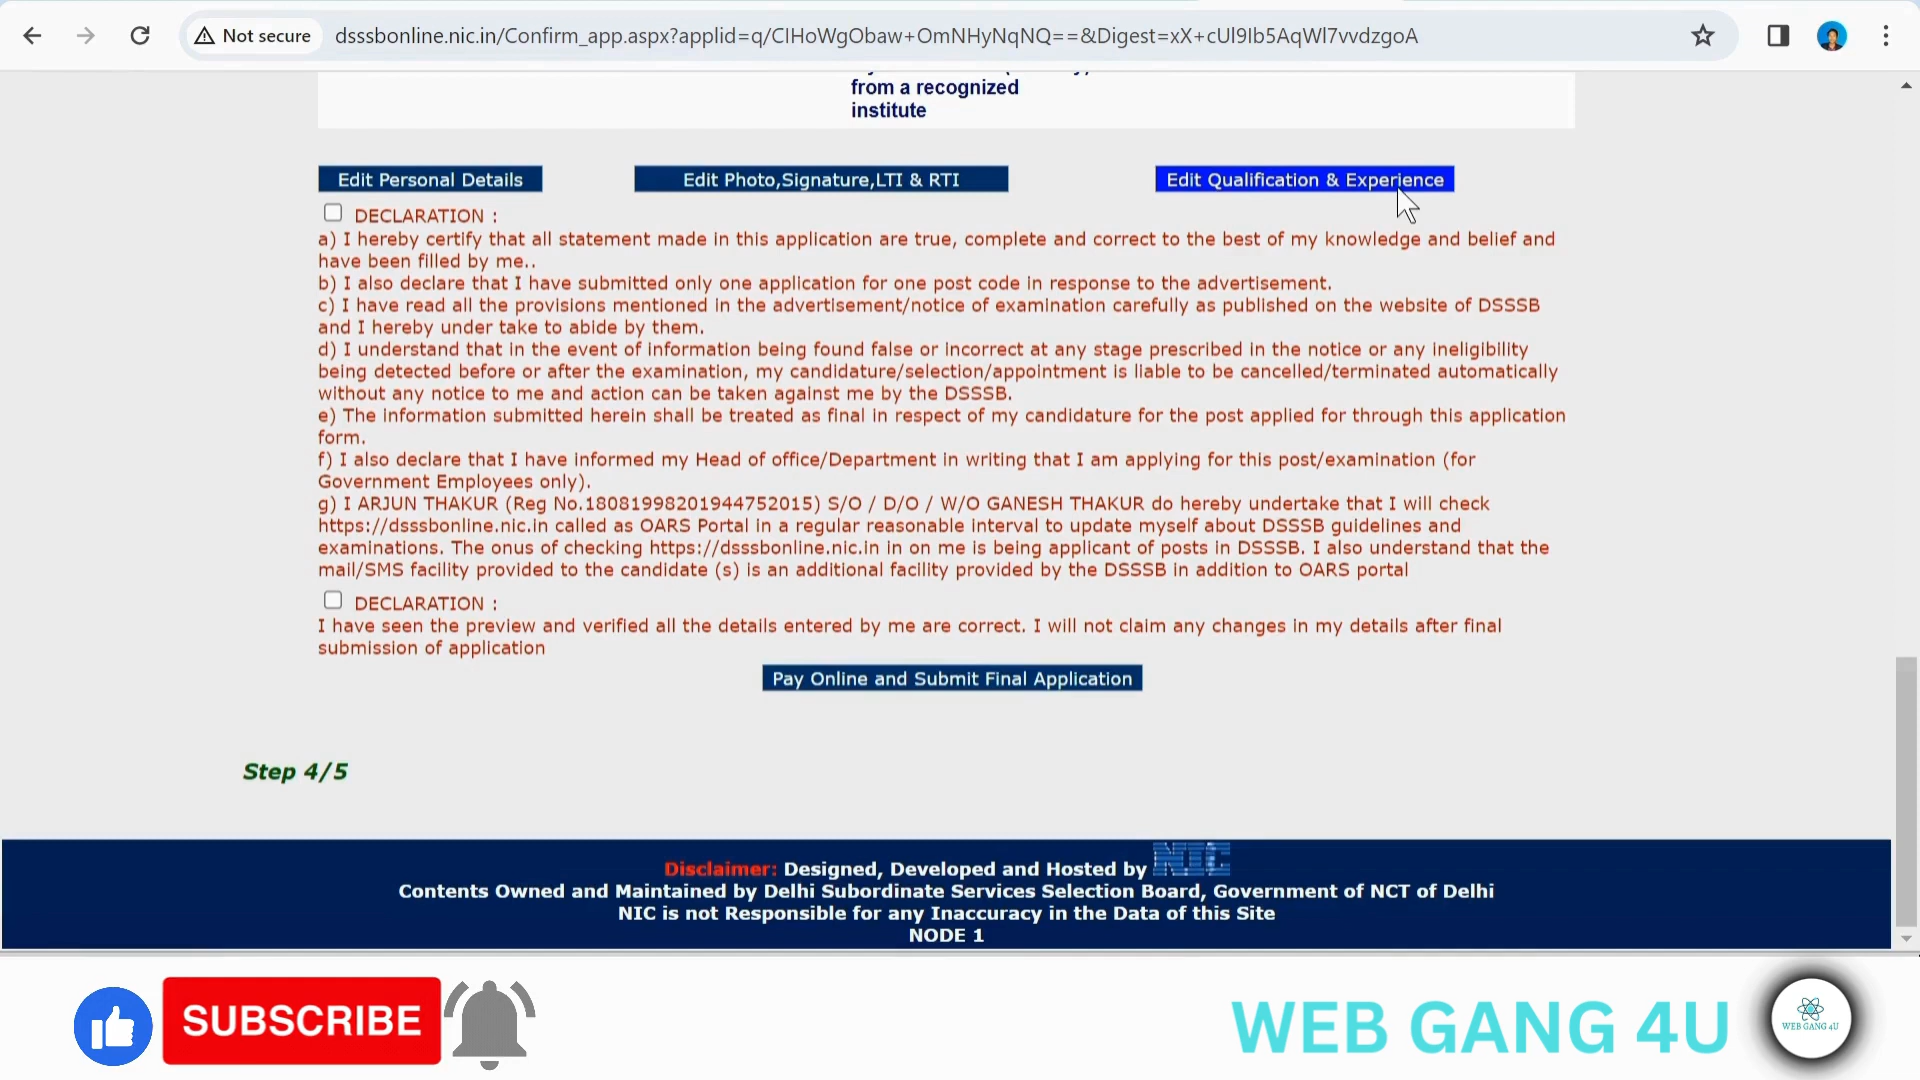 Not secure dsssbonline.nic.in/Confirm_app.aspx?applid=q/CIHoWgObaw+OmNHyNqNQ==&Digest=xX+cUl9Ib5AqWl7vvdzgoA
from a recognized
institute
Edit Personal Details Edit Photo,Signature,LTI & RTI Edit Qualification & Experience
DECLARATION :
a) I hereby certify that all statement made in this application are true, complete and correct to the best of my knowledge and belief and
have been filled by me..
b) I also declare that I have submitted only one application for one post code in response to the advertisement.
c) I have read all the provisions mentioned in the advertisement/notice of examination carefully as published on the website of DSSSB
and I hereby under take to abide by them.
d) I understand that in the event of information being found false or incorrect at any stage prescribed in the notice or any ineligibility
being detected before or after the examination, my candidature/selection/appointment is liable to be cancelled/terminated automatically
without any notice to me and action can be taken against me by the DSSSB.
e) The information submitted herein shall be treated as final in respect of my candidature for the post applied for through this application
form.
f) I also declare that I have informed my Head of office/Department in writing that I am applying for this post/examination (for
Government Employees only).
g) I ARJUN THAKUR (Reg No.18081998201944752015) S/O / D/O / W/O GANESH THAKUR do hereby undertake that I will check
https://dsssbonline.nic.in called as OARS Portal in a regular reasonable interval to update myself about DSSSB guidelines and
examinations. The onus of checking https://dsssbonline.nic.in in on me is being applicant of posts in DSSSB. I also understand that the
mail/SMS facility provided to the candidate (s) is an additional facility provided by the DSSSB in addition to OARS portal
DECLARATION :
I have seen the preview and verified all the details entered by me are correct. I will not claim any changes in my details after final
submission of application
Pay Online and Submit Final Application
Step 4/5
Disclaimer: Designed, Developed and Hosted by NIC
Contents Owned and Maintained by Delhi Subordinate Services Selection Board, Government of NCT of Delhi
NIC is not Responsible for any Inaccuracy in the Data of this Site
NODE 1
SUBSCRIBE
WEB GANG 4U
WEB GANG 4U